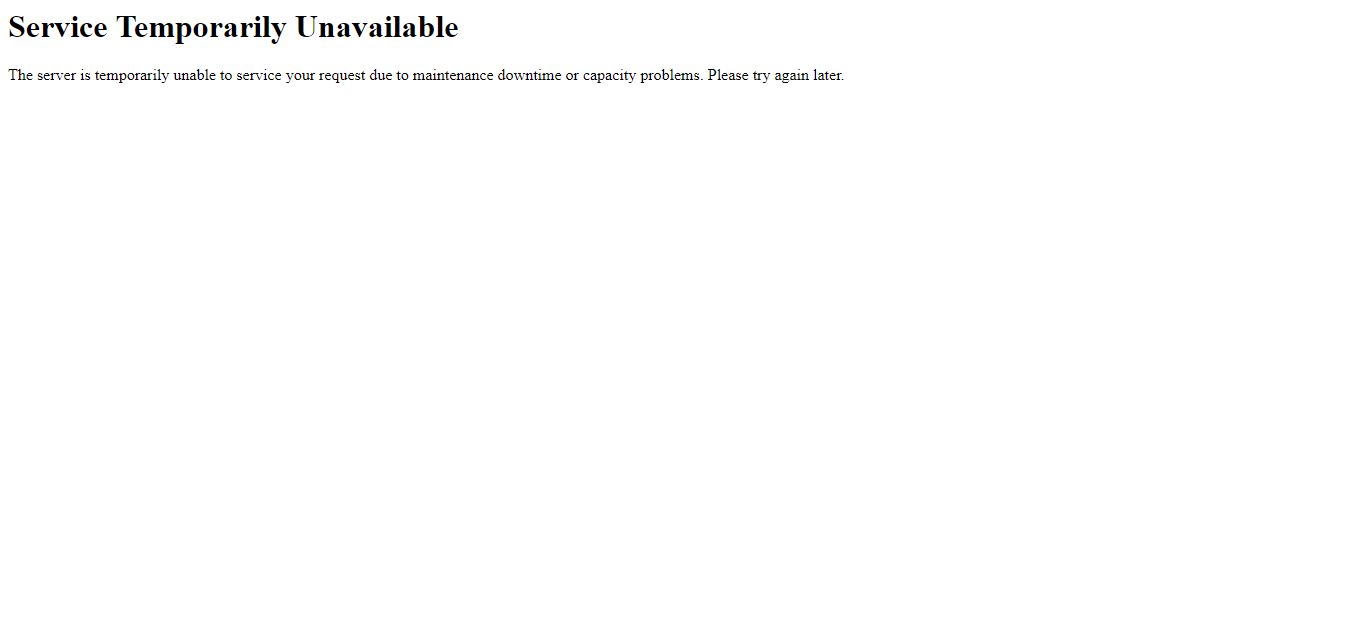 Service Temporarily Unavailable
The server is temporarily unable to service your request due to maintenance downtime or capacity problems. Please try again later.